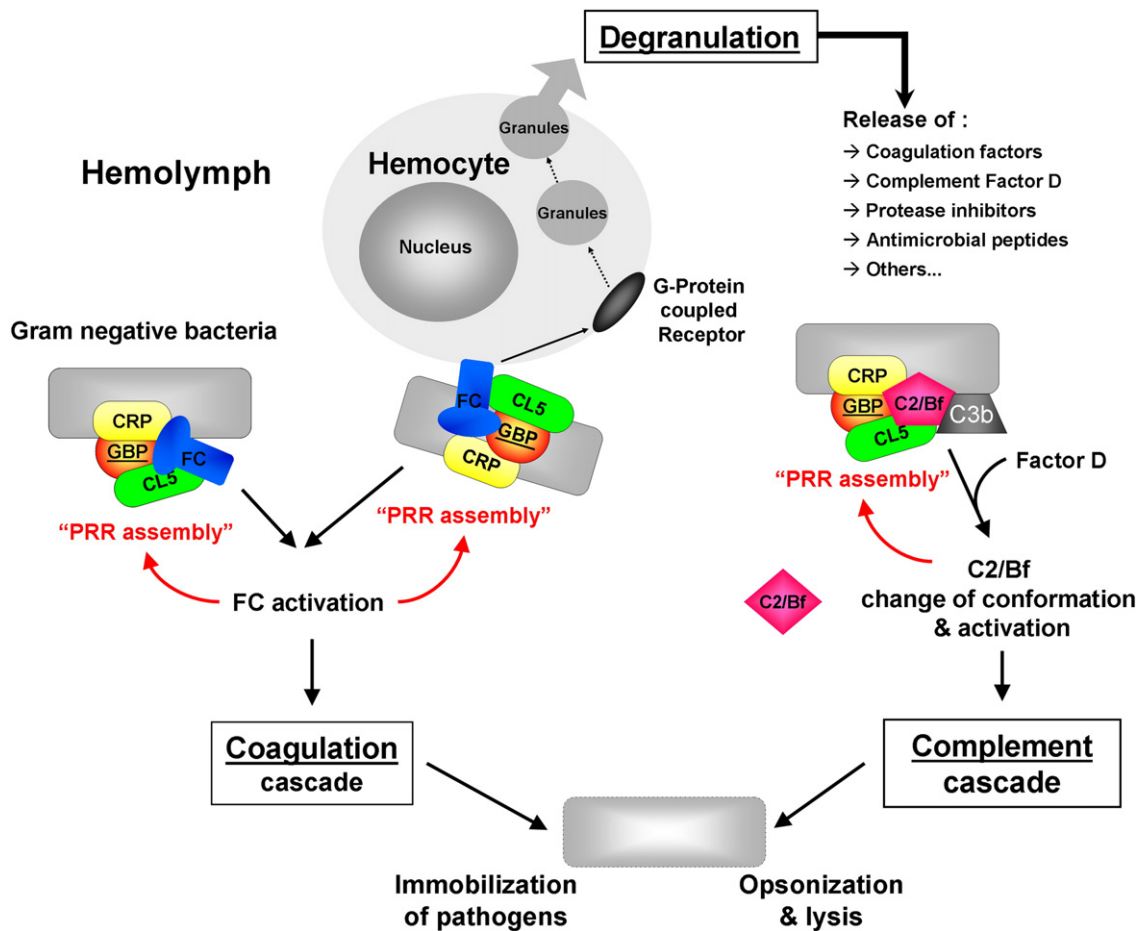 Degranulation
Release of :
→ Coagulation factors
→ Complement Factor D
→ Protease inhibitors
→ Antimicrobial peptides
→ Others...
Hemolymph
Hemocyte
Granules
Granules
Nucleus
G-Protein
coupled
Receptor
Gram negative bacteria
CRP
GBP
FC
CL5
"PRR assembly"
FC
CL5
GBP
CRP
"PRR assembly"
FC activation
CRP
GBP
C2/Bf
C3b
CL5
"PRR assembly"
Factor D
C2/Bf
C2/Bf
change of conformation
& activation
Coagulation
cascade
Complement
cascade
Immobilization
of pathogens
Opsonization
& lysis